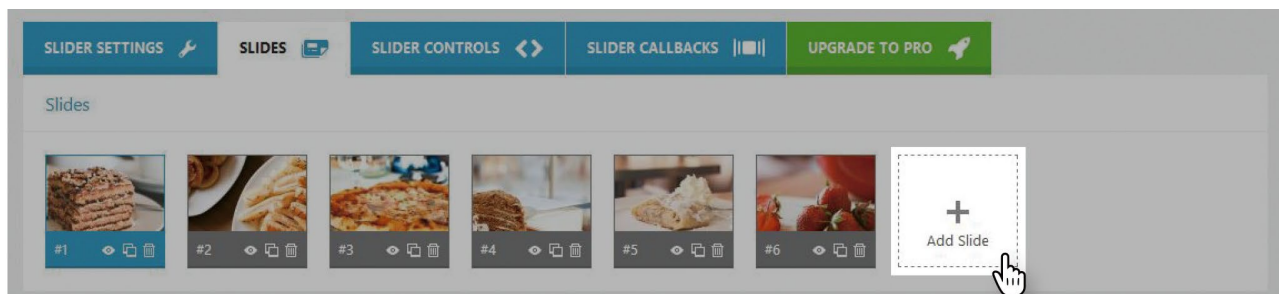 SLIDER SETTINGS SLIDES SLIDER CONTROLS SLIDER CALLBACKS UPGRADE TO PRO
Slides
#1 #2 #3 #4 #5 #6
Add Slide